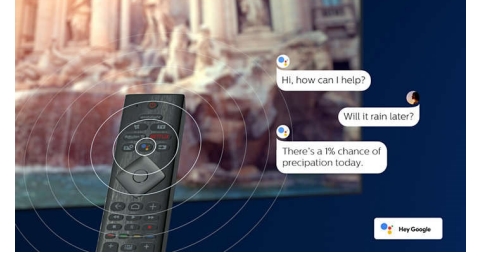 Hi, how can I help?
Will it rain later?
There's a 1% chance of
precipation today.
Hey Google